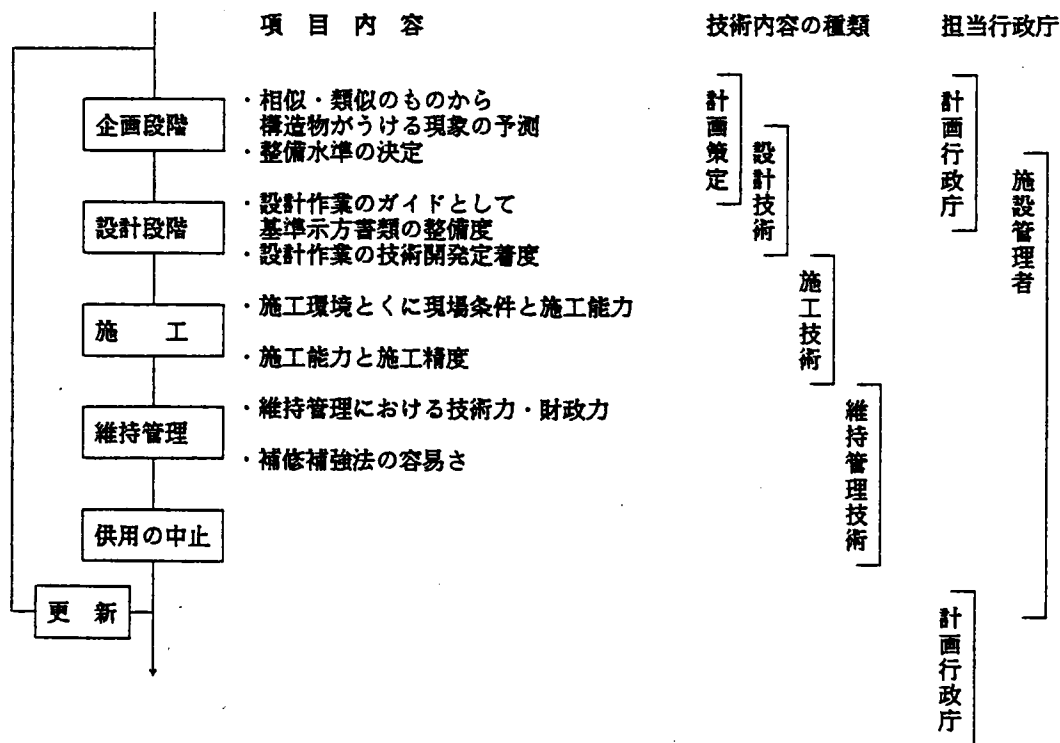 項目内容
技術内容の種類
担当行政庁
企画段階
・相似・類似のものから
構造物がうける現象の予測
・整備水準の決定
設計段階
・設計作業のガイドとして
基準示方書類の整備度
・設計作業の技術開発定着度
施工
・施工環境とくに現場条件と施工能力
・施工能力と施工精度
維持管理
・維持管理における技術力・財政力
・補修補強法の容易さ
供用の中止
更新
計画策定
設計技術
施工技術
維持管理技術
計画行政庁
施設管理者
計画行政庁